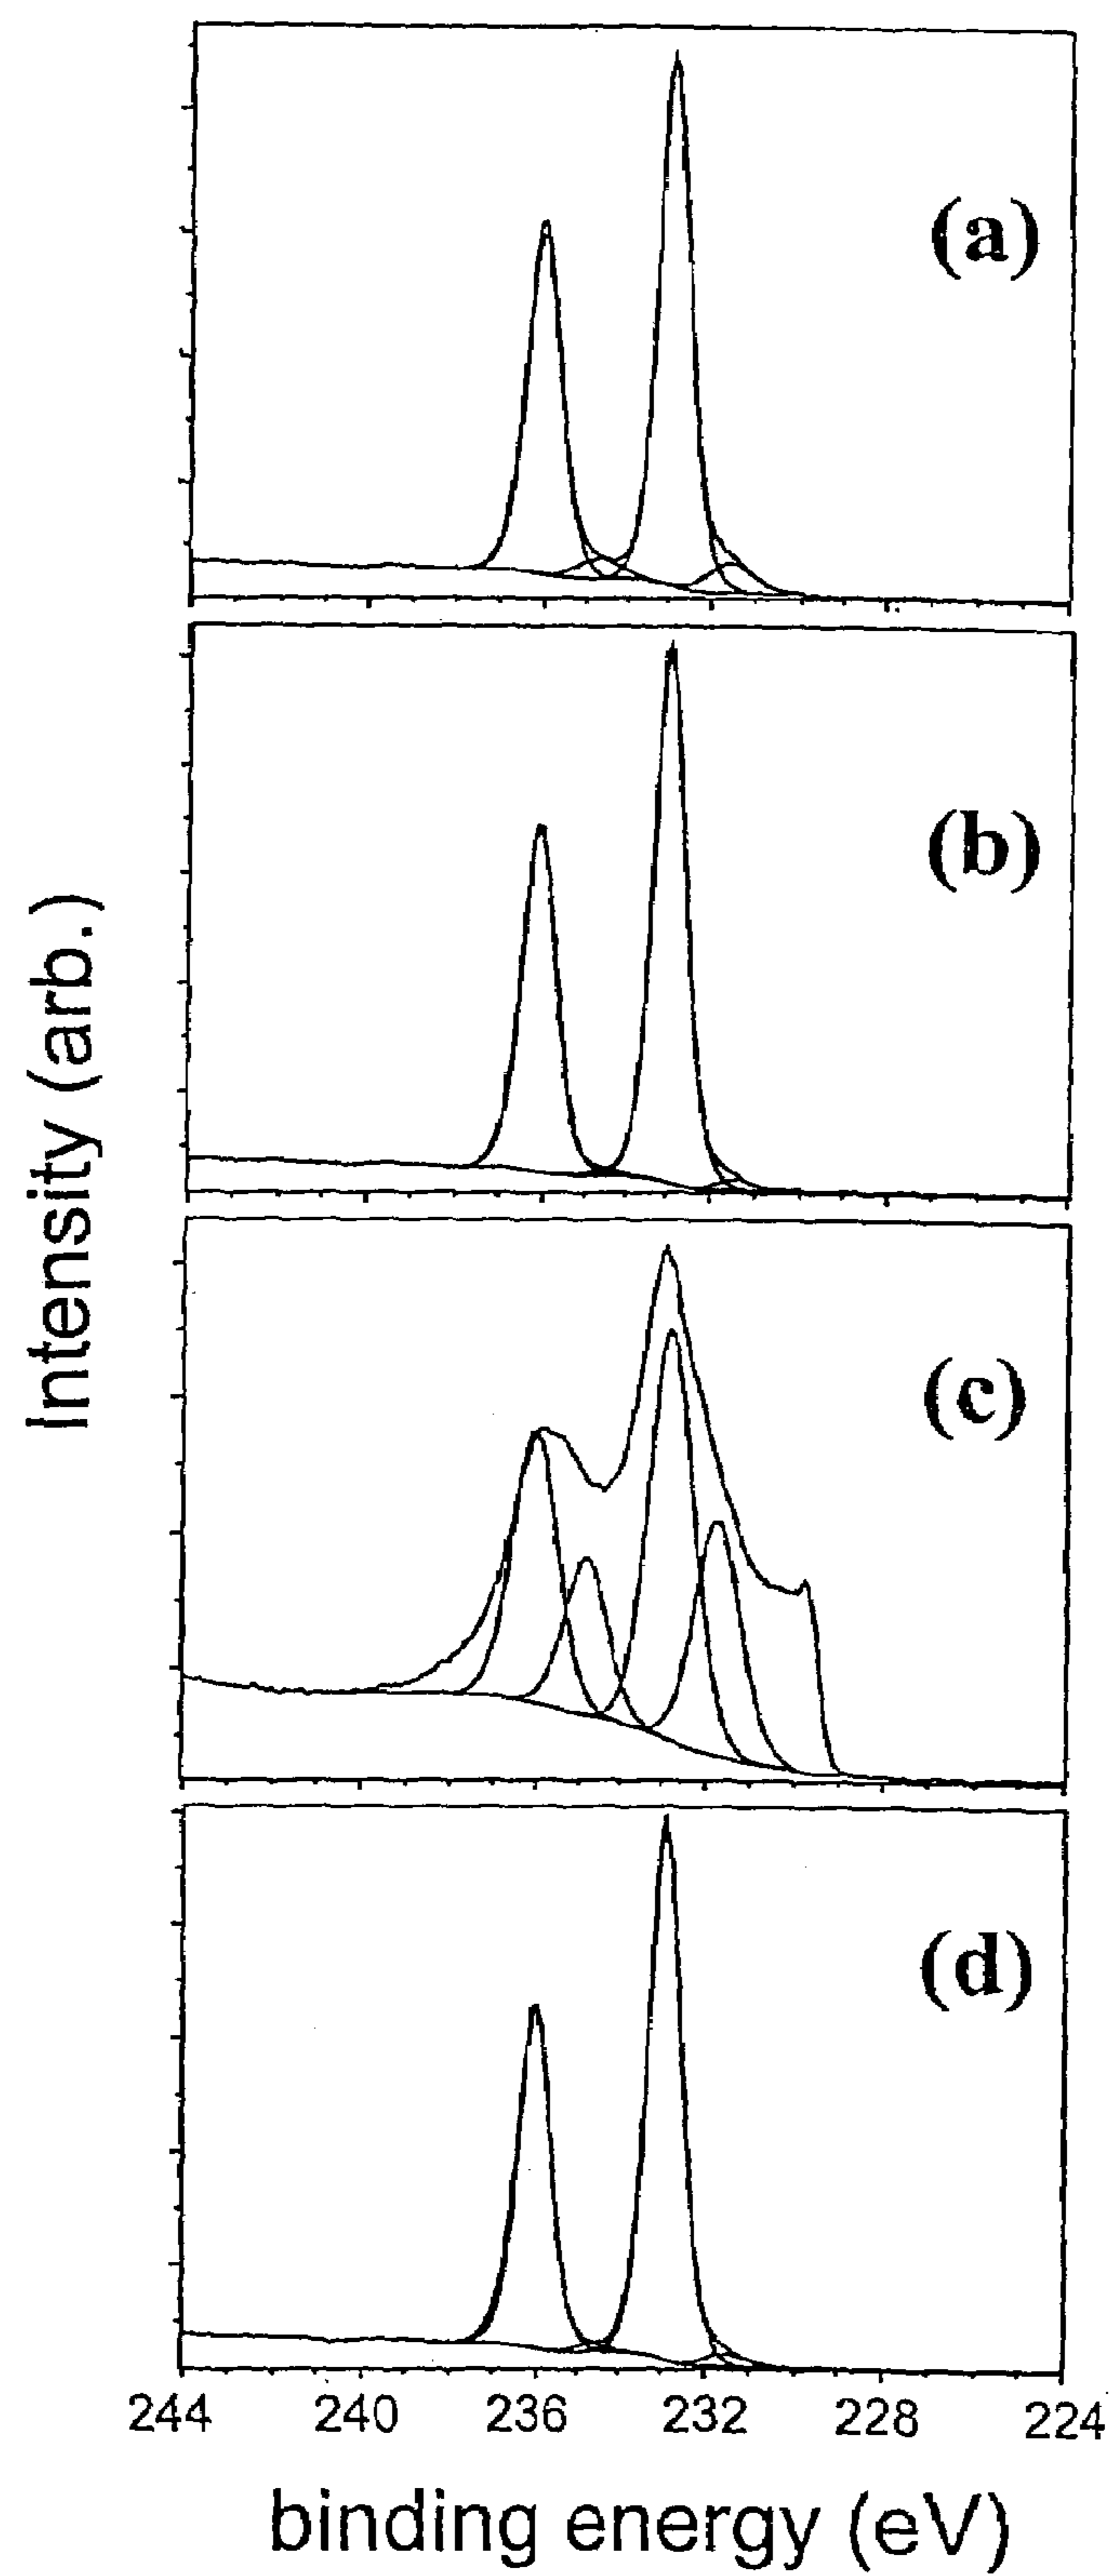 (a)
(b)
Intensity (arb.)
(c)
(d)
244 240 236 232 228 224
binding energy (eV)